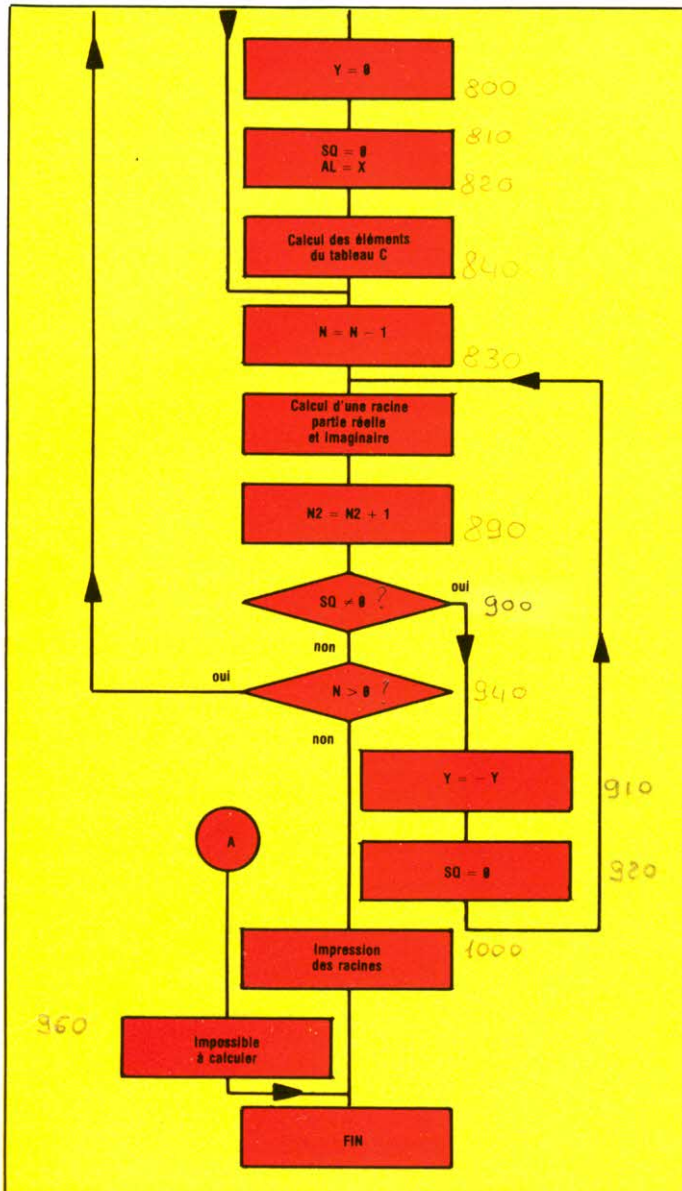 Y = 0
800
810
SQ = 0
AL = X
820
Calcul des éléments
du tableau C
840
N = N − 1
830
Calcul d'une racine
partie réelle
et imaginaire
N2 = N2 + 1
890
SQ ≠ 0 ?
oui
900
non
oui
N > 0 ?
940
non
Y = − Y
910
A
SQ = 0
920
Impression
des racines
1000
960
Impossible
à calculer
FIN